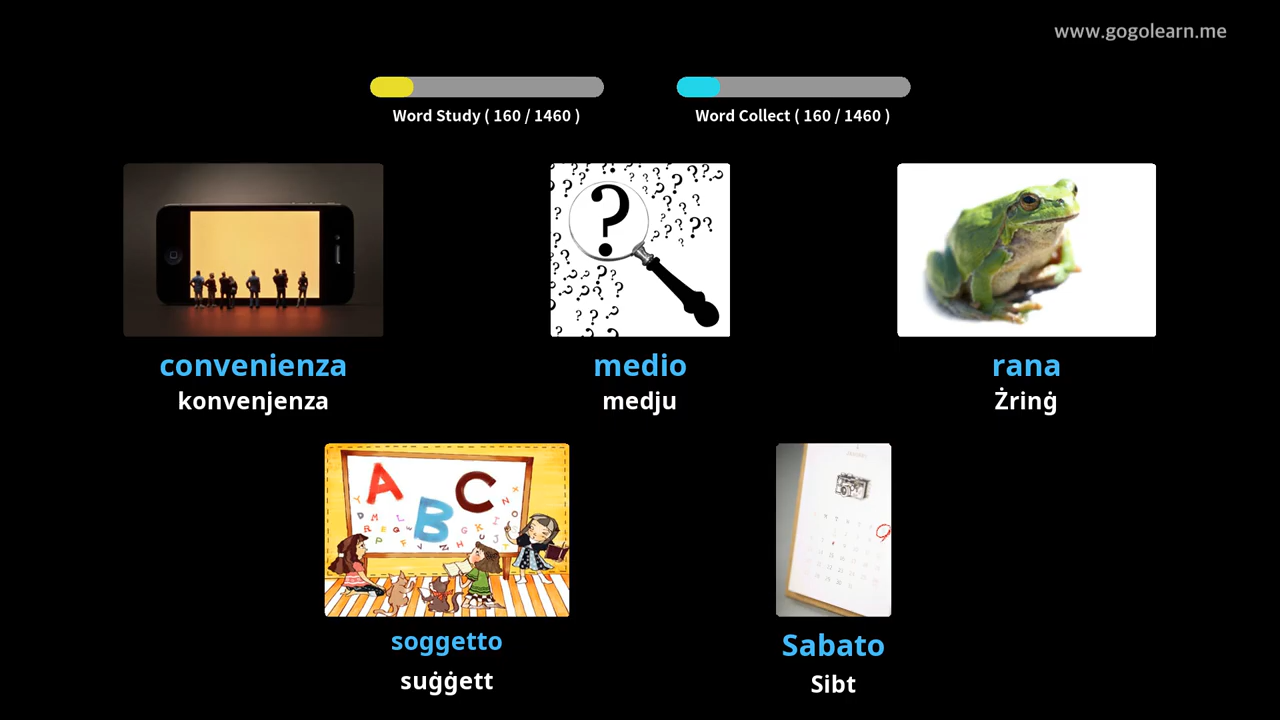 www.gogolearn.me
Word Study ( 160 / 1460 )
Word Collect ( 160 / 1460 )
convenienza
konvenjenza
medio
medju
rana
Żrinġ
A B C
soggetto
suġġett
Sabato
Sibt